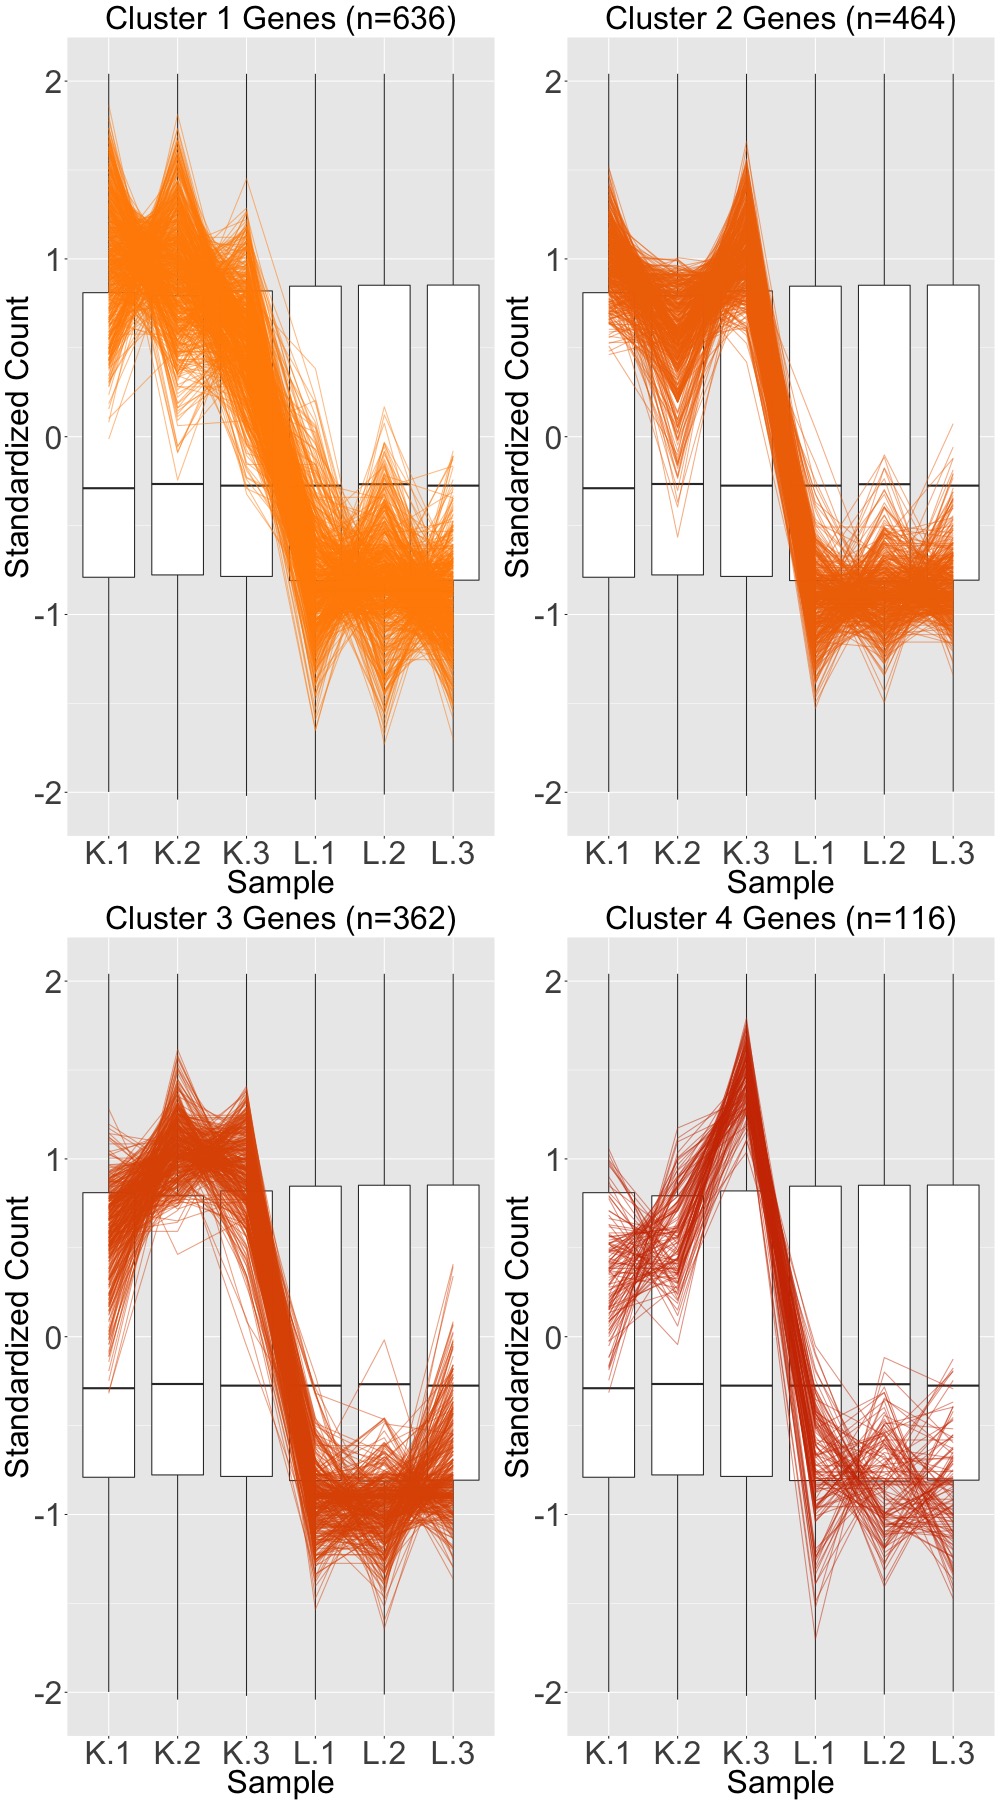 Cluster 1 Genes (n=636)
Standardized Count
2
1
0
-1
-2
K.1 K.2 K.3 L.1 L.2 L.3
Sample
Cluster 2 Genes (n=464)
Standardized Count
2
1
0
-1
-2
K.1 K.2 K.3 L.1 L.2 L.3
Sample
Cluster 3 Genes (n=362)
Standardized Count
2
1
0
-1
-2
K.1 K.2 K.3 L.1 L.2 L.3
Sample
Cluster 4 Genes (n=116)
Standardized Count
2
1
0
-1
-2
K.1 K.2 K.3 L.1 L.2 L.3
Sample